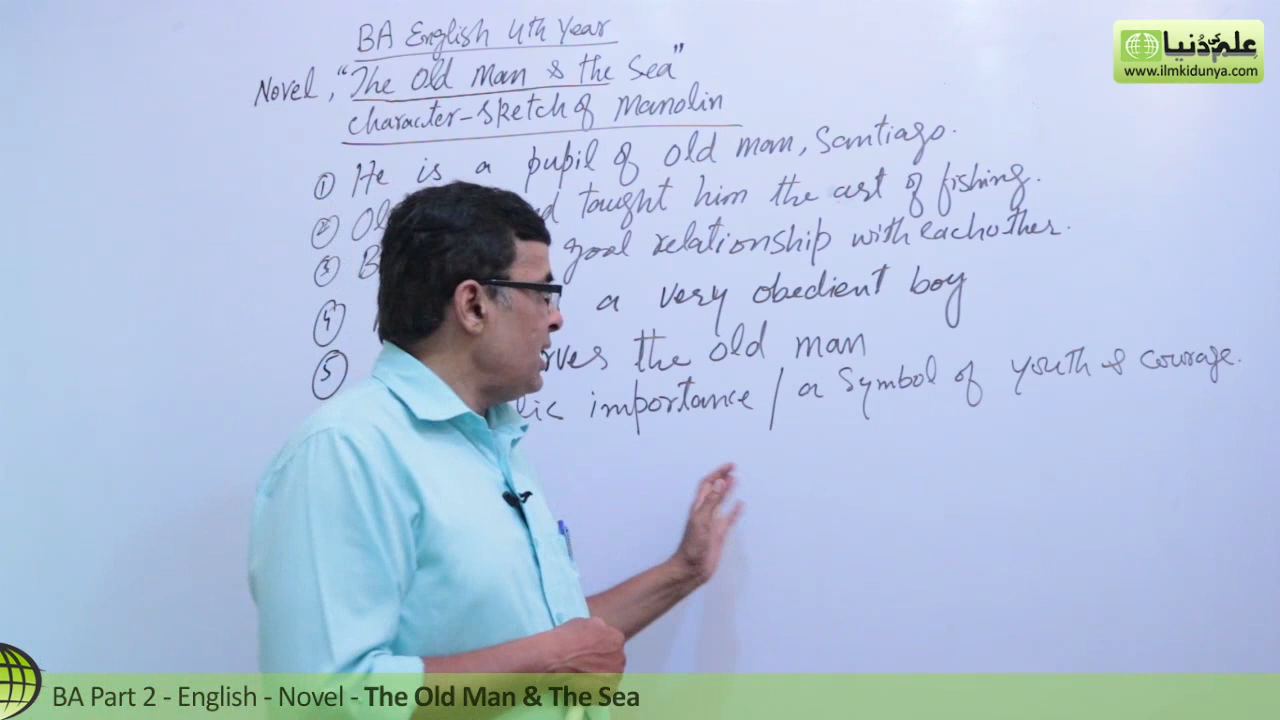 BA English 4th Year
Novel, "The Old Man & the Sea"
character-sketch of Manolin
① He is a pupil of old man, Santiago.
② taught him the art of fishing.
③ good relationship with eachother.
④ a very obedient boy
⑤ the old man
importance / a symbol of youth & courage.
علم کی دُنیا
www.ilmkidunya.com
BA Part 2 - English - Novel - The Old Man & The Sea